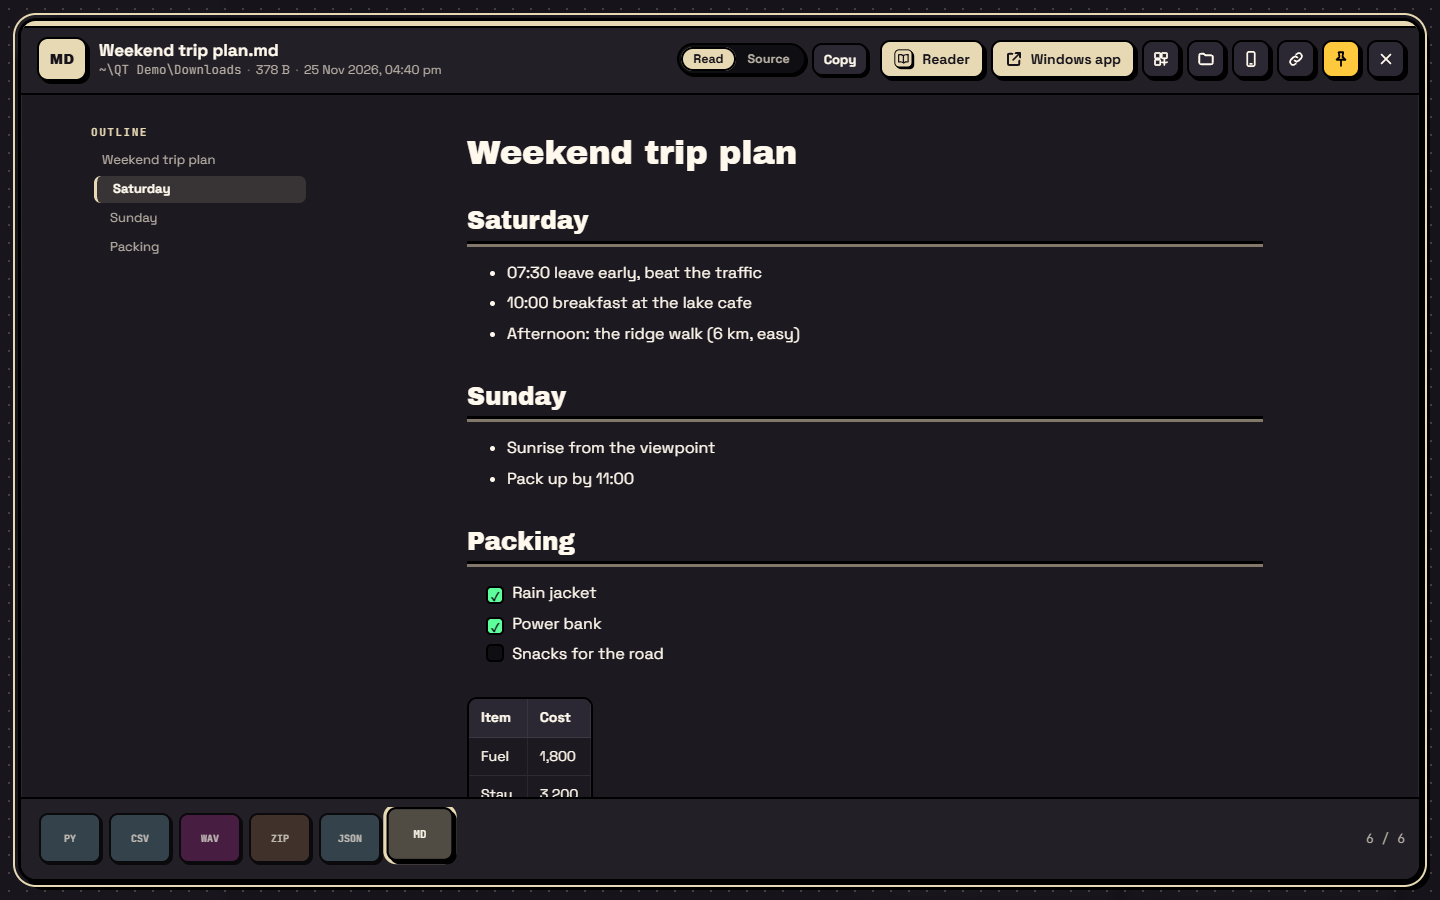 MD
Weekend trip plan.md
~\QT Demo\Downloads · 378 B · 25 Nov 2026, 04:40 pm
Read
Source
Copy
Reader
Windows app
OUTLINE
Weekend trip plan
Saturday
Sunday
Packing
Weekend trip plan
Saturday
• 07:30 leave early, beat the traffic
• 10:00 breakfast at the lake cafe
• Afternoon: the ridge walk (6 km, easy)
Sunday
• Sunrise from the viewpoint
• Pack up by 11:00
Packing
Rain jacket
Power bank
Snacks for the road
Item Cost
Fuel 1,800
Stay 3,200
PY
CSV
WAV
ZIP
JSON
MD
6 / 6